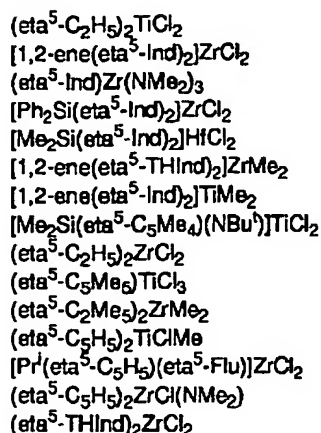 (eta⁵-C₂H₅)₂TiCl₂
[1,2-ene(eta⁵-Ind)₂]ZrCl₂
(eta⁵-Ind)Zr(NMe₂)₃
[Ph₂Si(eta⁵-Ind)₂]ZrCl₂
[Me₂Si(eta⁵-Ind)₂]HfCl₂
[1,2-ene(eta⁵-THInd)₂]ZrMe₂
[1,2-ene(eta⁵-Ind)₂]TiMe₂
[Me₂Si(eta⁵-C₅Me₄)(NBuᵗ)]TiCl₂
(eta⁵-C₂H₅)₂ZrCl₂
(eta⁵-C₅Me₆)TiCl₃
(eta⁵-C₂Me₅)₂ZrMe₂
(eta⁵-C₅H₅)₂TiClMe
[Prⁱ(eta⁵-C₅H₅)(eta⁵-Flu)]ZrCl₂
(eta⁵-C₅H₅)₂ZrCl(NMe₂)
(eta⁵-THInd)₂ZrCl₂